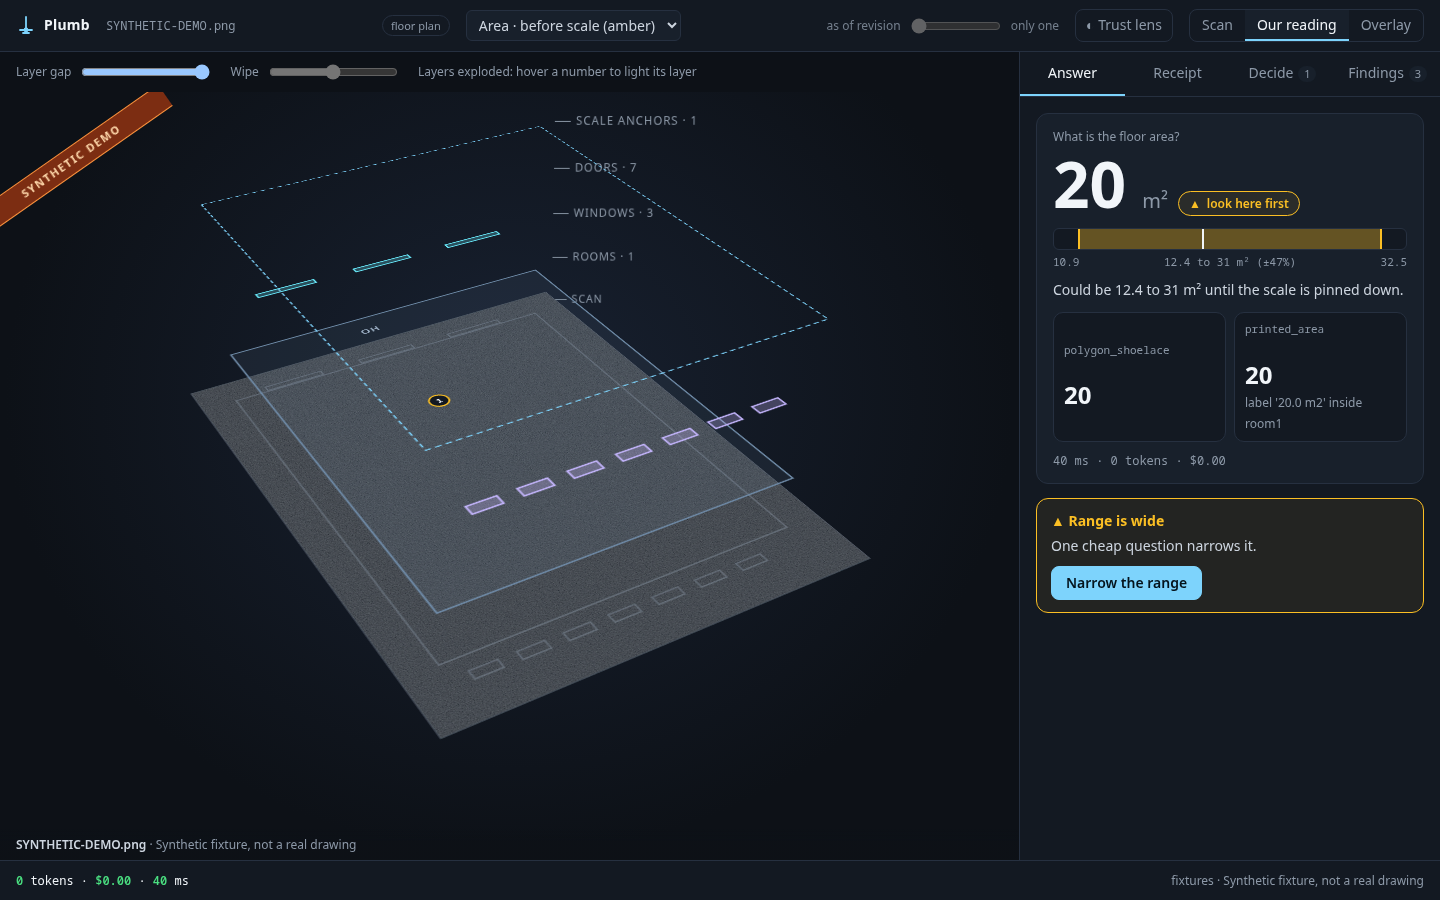 Plumb SYNTHETIC-DEMO.png floor plan Area · before scale (amber) as of revision only one Trust lens Scan Our reading Overlay
Layer gap Wipe Layers exploded: hover a number to light its layer
Answer Receipt Decide 1 Findings 3
SYNTHETIC DEMO
SCALE ANCHORS · 1
DOORS · 7
WINDOWS · 3
ROOMS · 1
SCAN
HO
1
What is the floor area?
20 m² ▲ look here first
10.9 12.4 to 31 m² (±47%) 32.5
Could be 12.4 to 31 m² until the scale is pinned down.
polygon_shoelace
20
printed_area
20
label '20.0 m2' inside
room1
40 ms · 0 tokens · $0.00
▲ Range is wide
One cheap question narrows it.
Narrow the range
SYNTHETIC-DEMO.png · Synthetic fixture, not a real drawing
0 tokens · $0.00 · 40 ms
fixtures · Synthetic fixture, not a real drawing